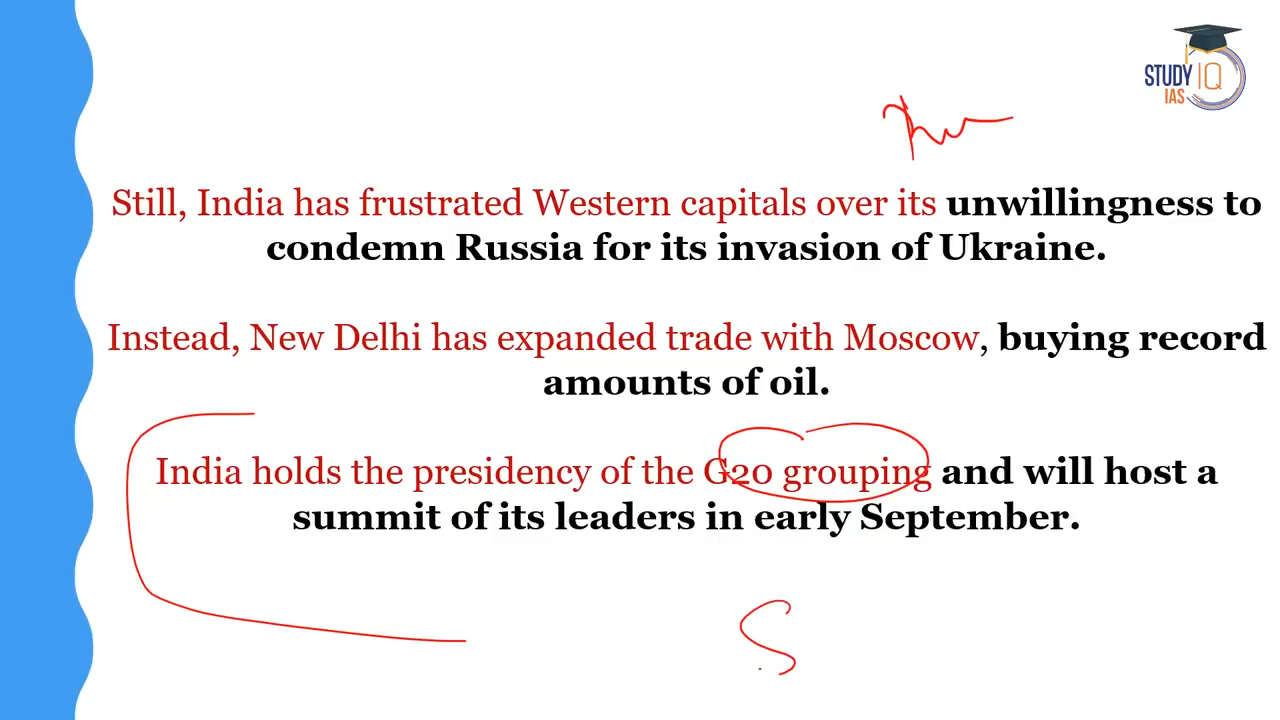 STUDY IQ
IAS
Still, India has frustrated Western capitals over its unwillingness to
condemn Russia for its invasion of Ukraine.
Instead, New Delhi has expanded trade with Moscow, buying record
amounts of oil.
India holds the presidency of the G20 grouping and will host a
summit of its leaders in early September.
S